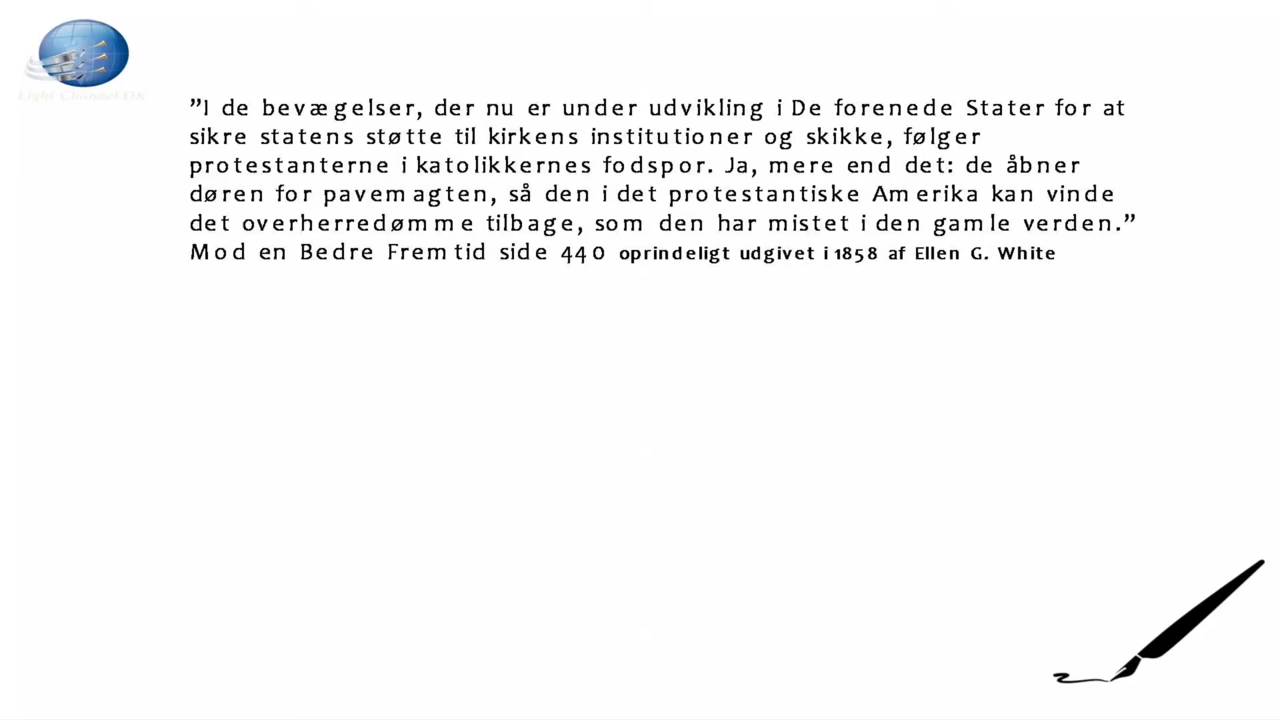 Light Channel DK
”I de bevægelser, der nu er under udvikling i De forenede Stater for at
sikre statens støtte til kirkens institutioner og skikke, følger
protestanterne i katolikkernes fodspor. Ja, mere end det: de åbner
døren for pavemagten, så den i det protestantiske Amerika kan vinde
det overherredømme tilbage, som den har mistet i den gamle verden.”
Mod en Bedre Fremtid side 440 oprindeligt udgivet i 1858 af Ellen G. White